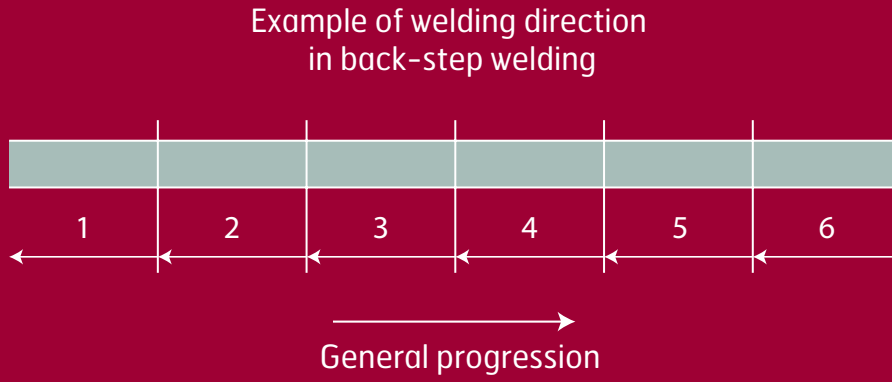 Example of welding direction
in back-step welding
1 2 3 4 5 6
General progression